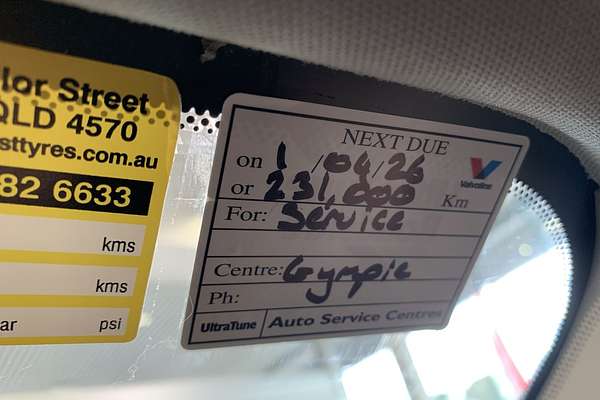 lor Street
QLD 4570
sttyres.com.au
82 6633
kms
kms
ar psi
NEXT DUE
on 1/04/26
or 231,000 Km
Valvoline
For: Service
Centre: Gympie
Ph:
UltraTune Auto Service Centres